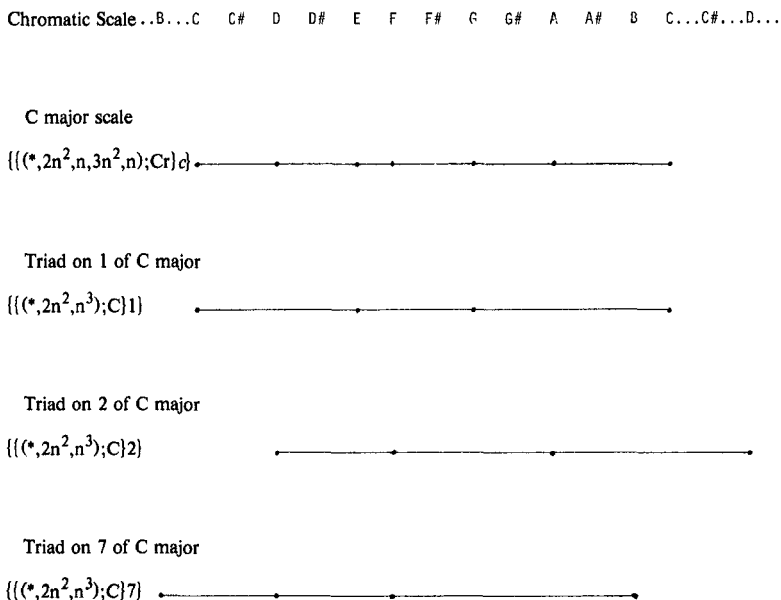 Chromatic Scale..B...C C# D D# E F F# G G# A A# B C...C#...D...
C major scale
{{(*,2n²,n,3n²,n);Cr}c}
Triad on 1 of C major
{{(*,2n²,n³);C}1}
Triad on 2 of C major
{{(*,2n²,n³);C}2}
Triad on 7 of C major
{{(*,2n²,n³);C}7}